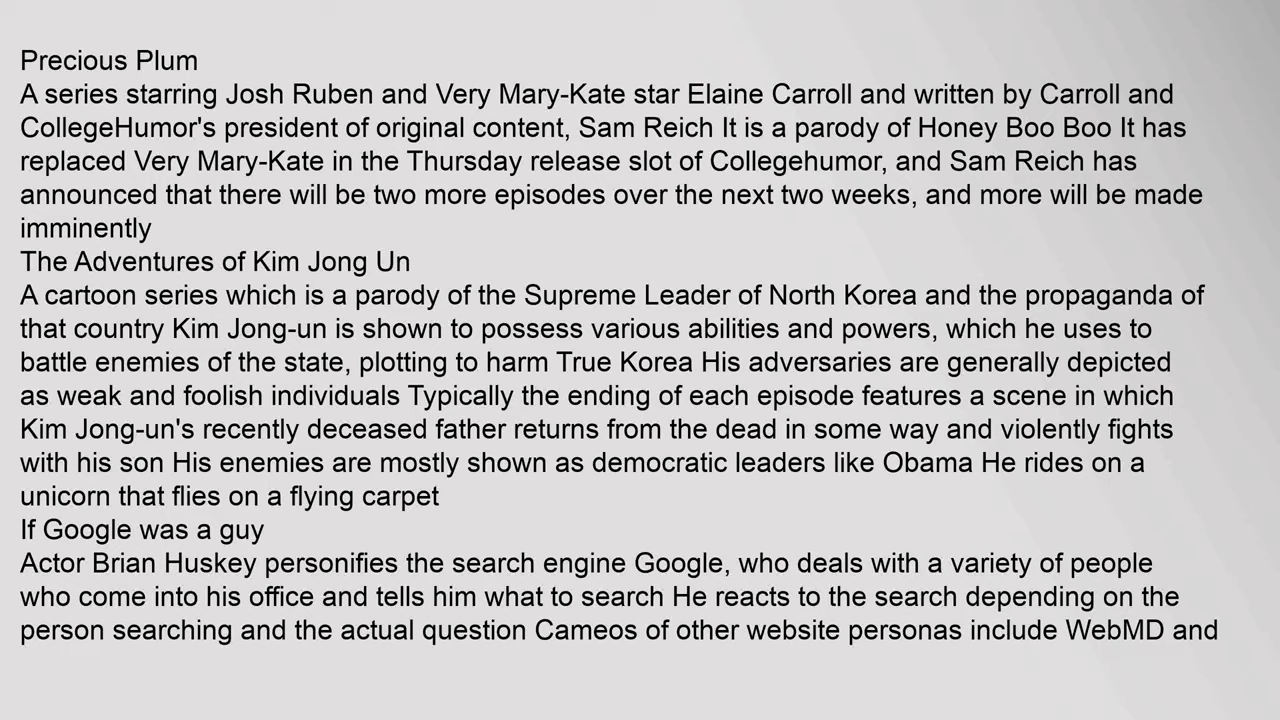 Precious Plum
A series starring Josh Ruben and Very Mary-Kate star Elaine Carroll and written by Carroll and
CollegeHumor's president of original content, Sam Reich It is a parody of Honey Boo Boo It has
replaced Very Mary-Kate in the Thursday release slot of Collegehumor, and Sam Reich has
announced that there will be two more episodes over the next two weeks, and more will be made
imminently
The Adventures of Kim Jong Un
A cartoon series which is a parody of the Supreme Leader of North Korea and the propaganda of
that country Kim Jong-un is shown to possess various abilities and powers, which he uses to
battle enemies of the state, plotting to harm True Korea His adversaries are generally depicted
as weak and foolish individuals Typically the ending of each episode features a scene in which
Kim Jong-un's recently deceased father returns from the dead in some way and violently fights
with his son His enemies are mostly shown as democratic leaders like Obama He rides on a
unicorn that flies on a flying carpet
If Google was a guy
Actor Brian Huskey personifies the search engine Google, who deals with a variety of people
who come into his office and tells him what to search He reacts to the search depending on the
person searching and the actual question Cameos of other website personas include WebMD and